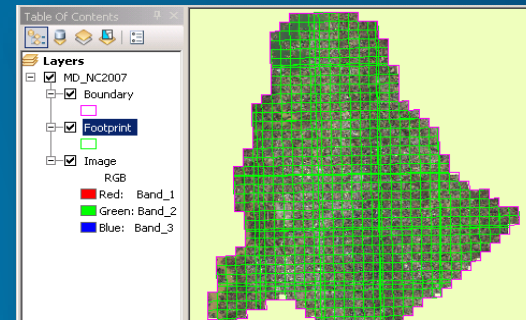 Table Of Contents
Layers
MD_NC2007
Boundary
Footprint
Image
RGB
Red: Band_1
Green: Band_2
Blue: Band_3